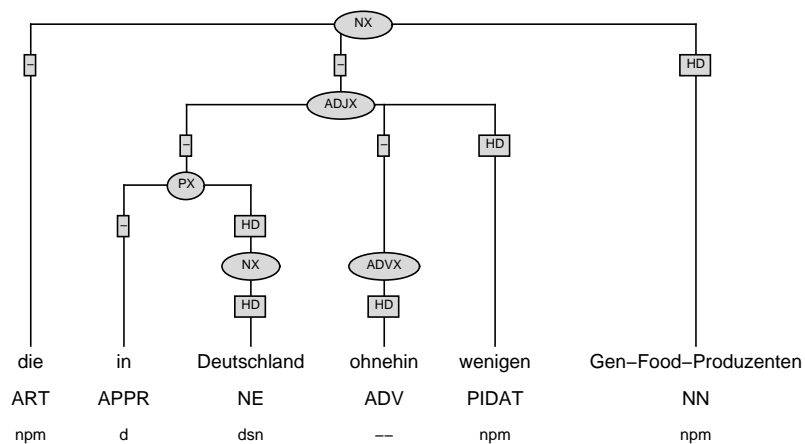 NX
– – HD
ADJX
– – HD
PX
– HD
NX ADVX
HD HD
die in Deutschland ohnehin wenigen Gen−Food−Produzenten
ART APPR NE ADV PIDAT NN
npm d dsn −− npm npm